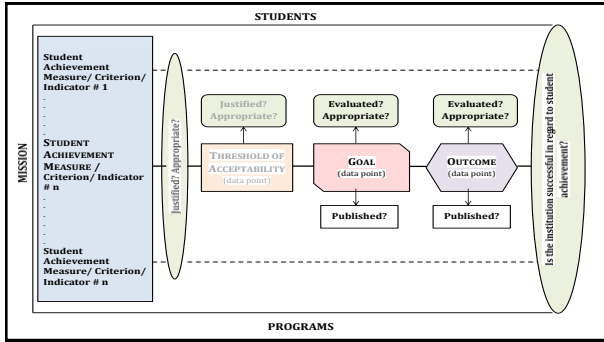 STUDENTS
MISSION
Student
Achievement
Measure/ Criterion/
Indicator # 1
.
.
.
.
.
STUDENT
ACHIEVEMENT
MEASURE /
Criterion/ Indicator
# n
.
.
.
.
.
Student
Achievement
Measure/ Criterion/
Indicator # n
Justified? Appropriate?
Justified?
Appropriate?
THRESHOLD OF
ACCEPTABILITY
(data point)
Evaluated?
Appropriate?
GOAL
(data point)
Published?
Evaluated?
Appropriate?
OUTCOME
(data point)
Published?
Is the institution successful in regard to student
achievement?
PROGRAMS